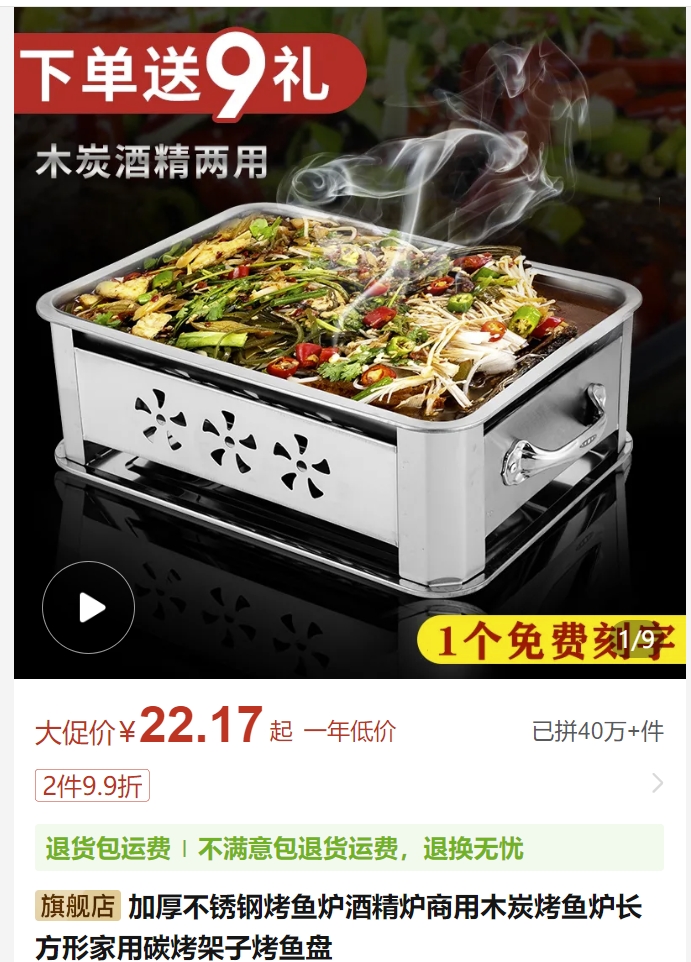 下单送9礼
木炭酒精两用
1个免费刻字
1/9
大促价¥22.17起 一年低价 已拼40万+件
2件9.9折
退货包运费 | 不满意包退货运费，退换无忧
旗舰店 加厚不锈钢烤鱼炉酒精炉商用木炭烤鱼炉长
方形家用碳烤架子烤鱼盘